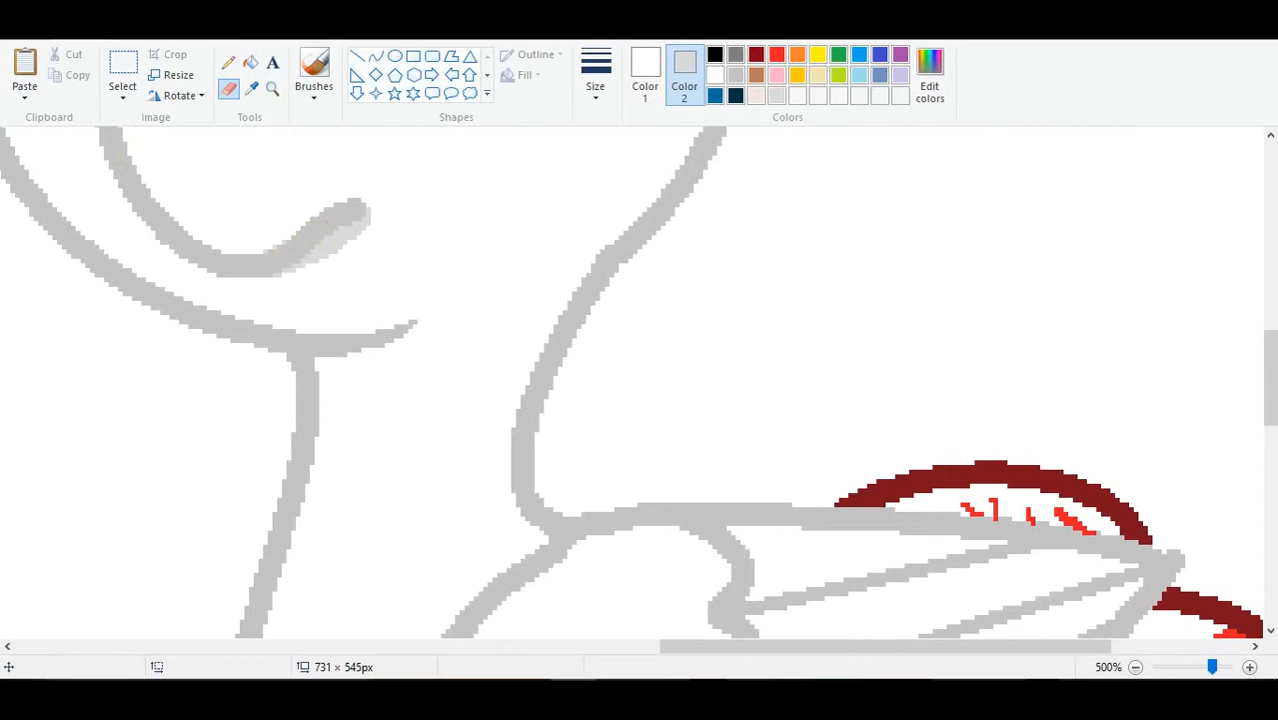 Paste
Cut
Copy
Clipboard
Select
Crop
Resize
Rotate
Image
A
Tools
Brushes
Outline
Fill
Shapes
Size
Color 1
Color 2
Edit colors
Colors
731 × 545px
500%